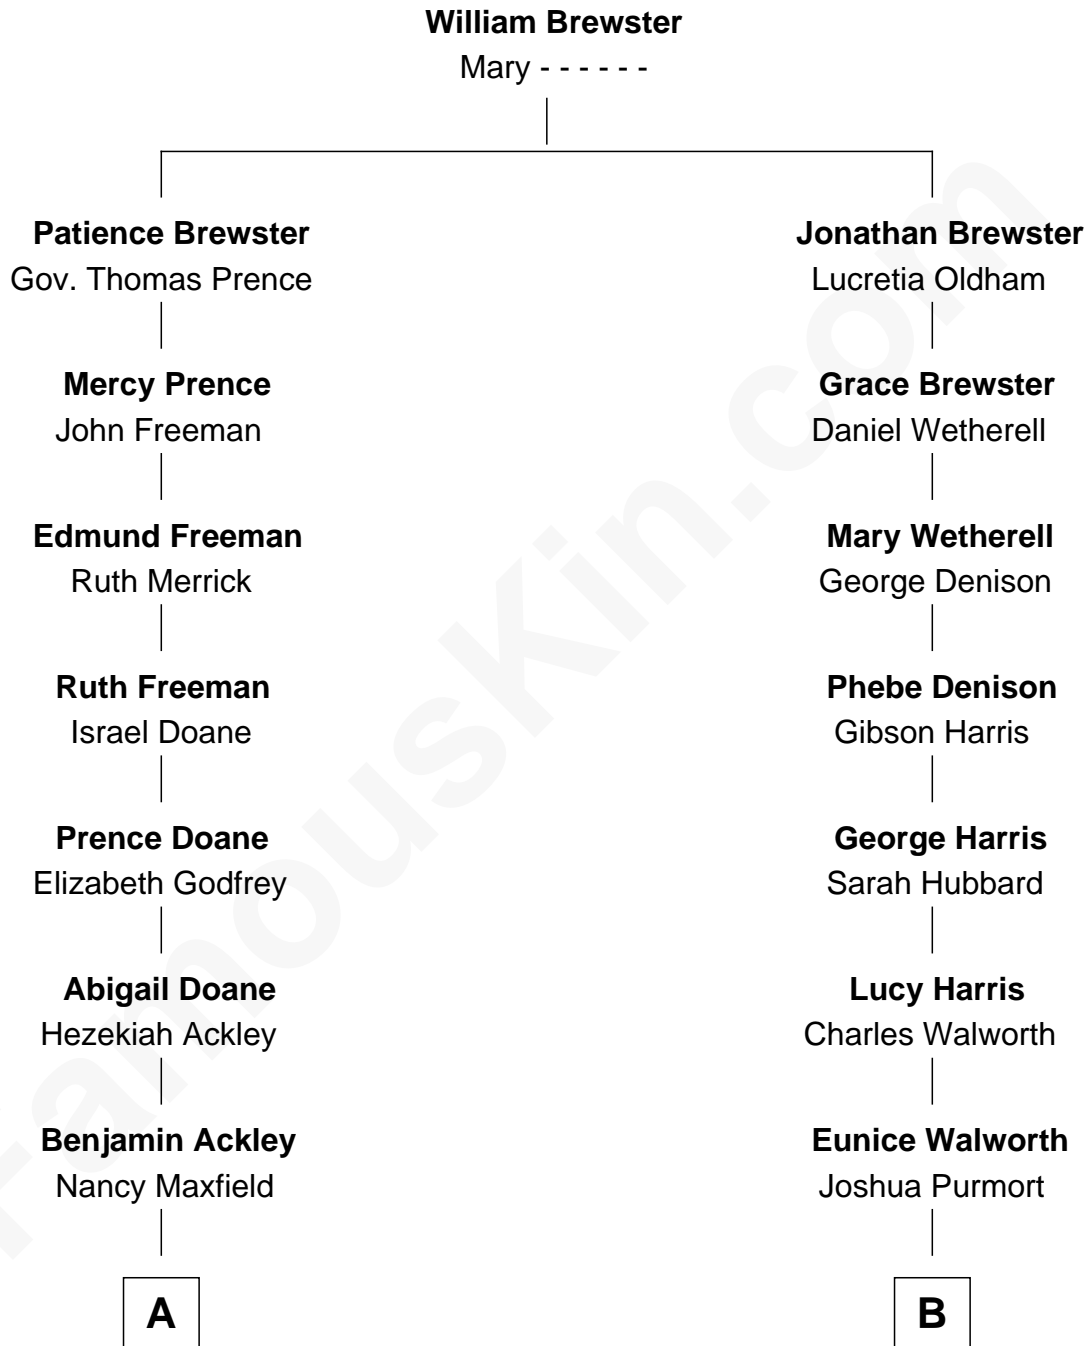 William Brewster
Mary - - - - - -
Patience Brewster
Gov. Thomas Prence
Jonathan Brewster
Lucretia Oldham
Mercy Prence
John Freeman
Grace Brewster
Daniel Wetherell
Edmund Freeman
Ruth Merrick
Mary Wetherell
George Denison
Ruth Freeman
Israel Doane
Phebe Denison
Gibson Harris
Prence Doane
Elizabeth Godfrey
George Harris
Sarah Hubbard
Abigail Doane
Hezekiah Ackley
Lucy Harris
Charles Walworth
Benjamin Ackley
Nancy Maxfield
Eunice Walworth
Joshua Purmort
A
B
FamousKin.com